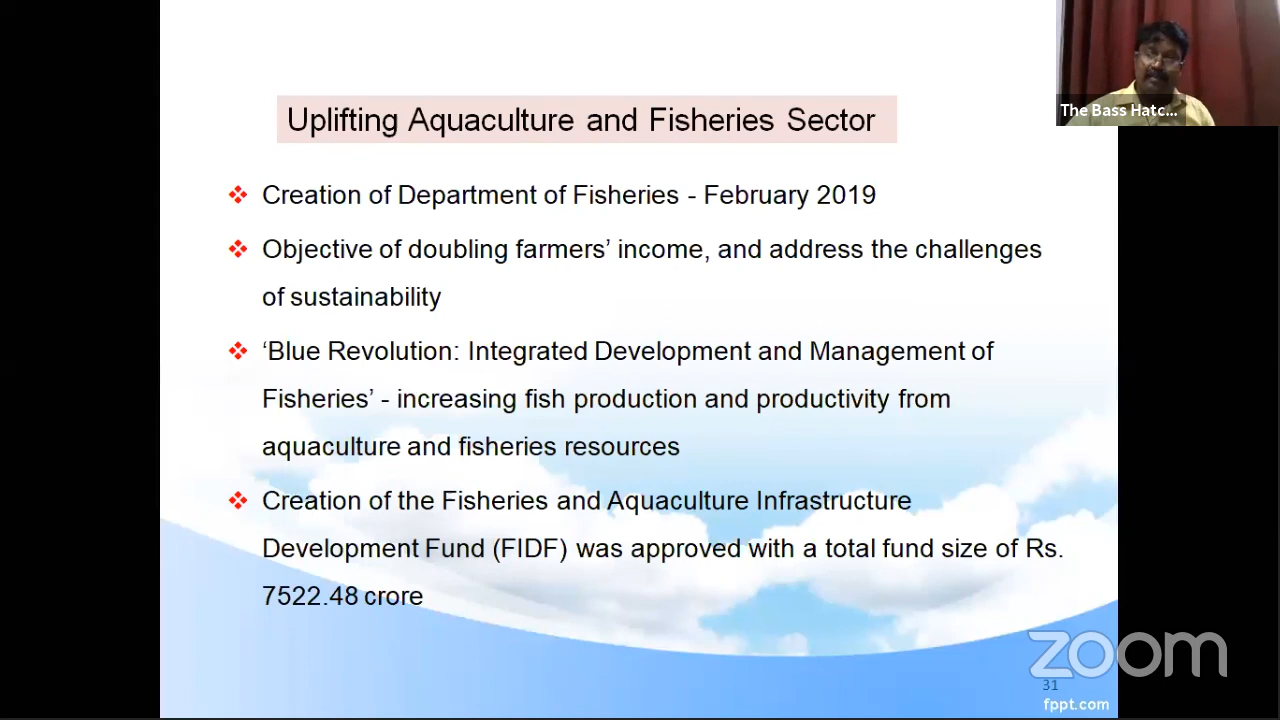 The Bass Hatc...
Uplifting Aquaculture and Fisheries Sector
Creation of Department of Fisheries - February 2019
Objective of doubling farmers’ income, and address the challenges
of sustainability
‘Blue Revolution: Integrated Development and Management of
Fisheries’ - increasing fish production and productivity from
aquaculture and fisheries resources
Creation of the Fisheries and Aquaculture Infrastructure
Development Fund (FIDF) was approved with a total fund size of Rs.
7522.48 crore
zoom
31
fppt.com